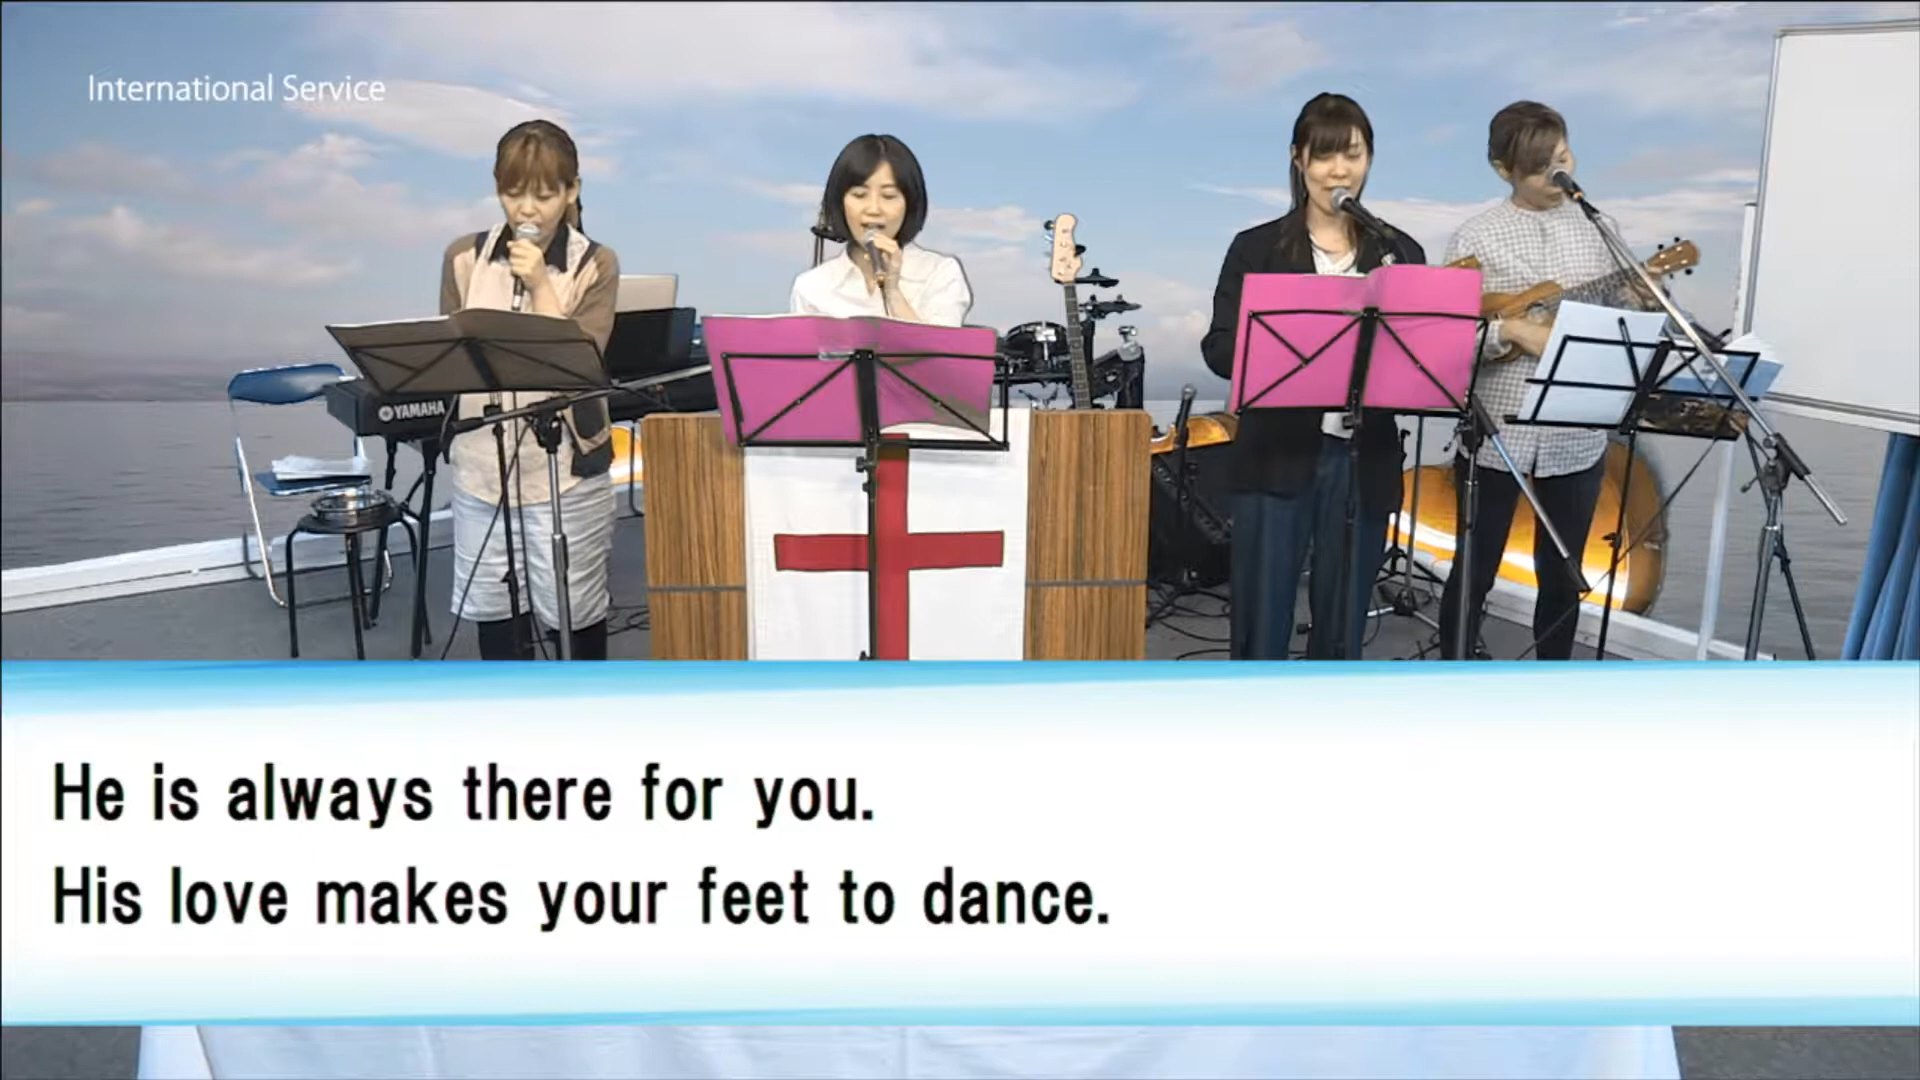 International Service
YAMAHA
He is always there for you.
His love makes your feet to dance.